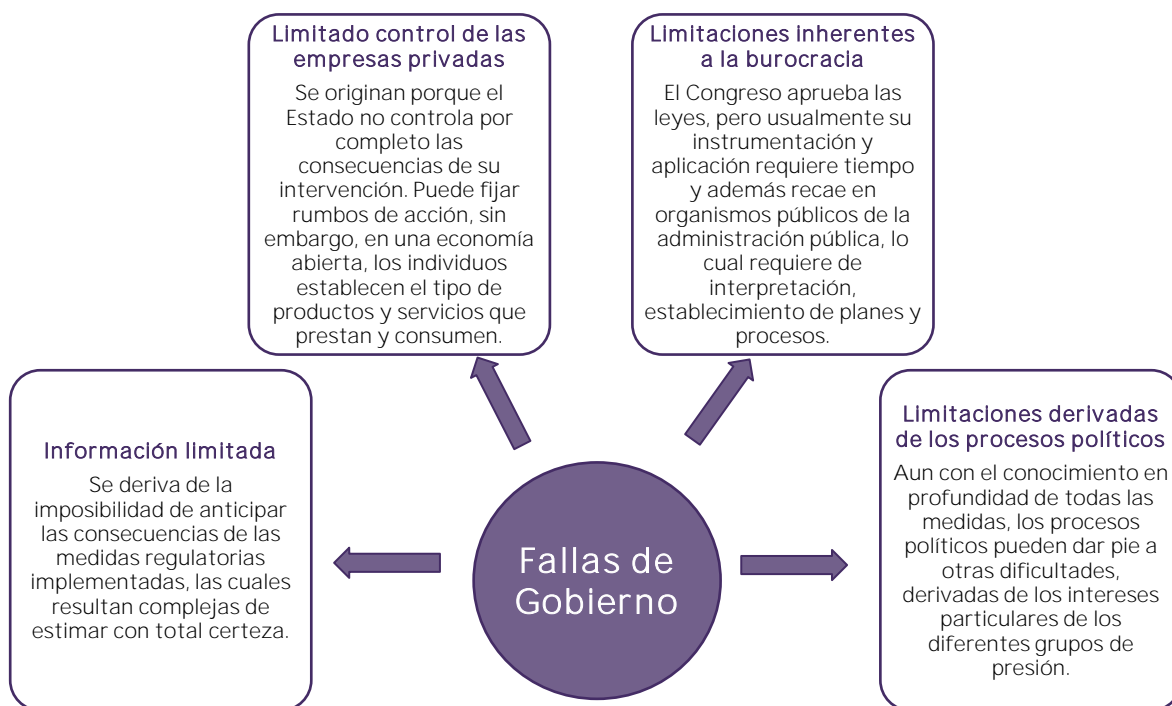 Limitado control de las
empresas privadas
Se originan porque el
Estado no controla por
completo las
consecuencias de su
intervención. Puede fijar
rumbos de acción, sin
embargo, en una economía
abierta, los individuos
establecen el tipo de
productos y servicios que
prestan y consumen.
Limitaciones inherentes
a la burocracia
El Congreso aprueba las
leyes, pero usualmente su
instrumentación y
aplicación requiere tiempo
y además recae en
organismos públicos de la
administración pública, lo
cual requiere de
interpretación,
establecimiento de planes y
procesos.
Información limitada
Se deriva de la
imposibilidad de anticipar
las consecuencias de las
medidas regulatorias
implementadas, las cuales
resultan complejas de
estimar con total certeza.
Fallas de
Gobierno
Limitaciones derivadas
de los procesos políticos
Aun con el conocimiento en
profundidad de todas las
medidas, los procesos
políticos pueden dar pie a
otras dificultades,
derivadas de los intereses
particulares de los
diferentes grupos de
presión.